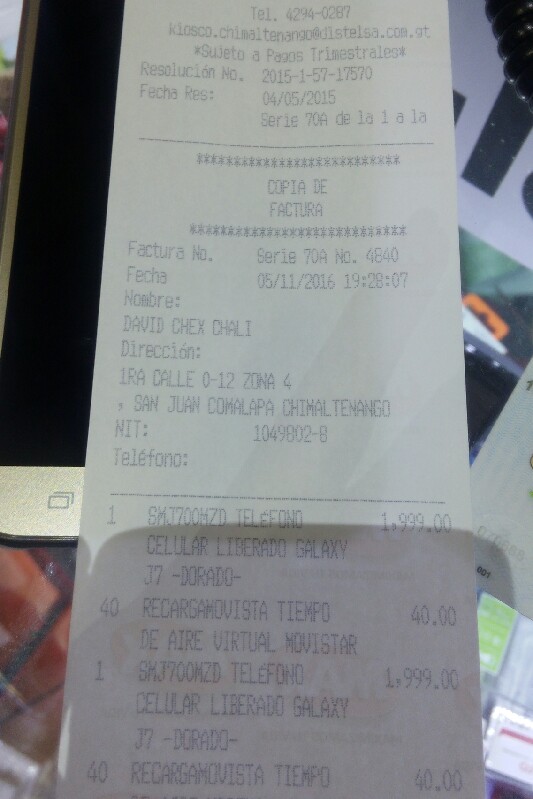 Tel. 4294-0287
kiosco.chimaltenango@distelsa.com.gt
*Sujeto a Pagos Trimestrales*
Resolución No. 2015-1-57-17570
Fecha Res: 04/05/2015
Serie 70A de la 1 a la
****************************
COPIA DE
FACTURA
****************************
Factura No. Serie 70A No. 4840
Fecha 05/11/2016 19:28:07
Nombre:
DAVID CHEX CHALI
Dirección:
1RA CALLE 0-12 ZONA 4
, SAN JUAN COMALAPA CHIMALTENANGO
NIT: 1049802-8
Teléfono:
1 SMJ700MZD TELéFONO 1,999.00
CELULAR LIBERADO GALAXY
J7 -DORADO-
40 RECARGAMOVISTA TIEMPO 40.00
DE AIRE VIRTUAL MOVISTAR
1 SMJ700MZD TELéFONO 1,999.00
CELULAR LIBERADO GALAXY
J7 -DORADO-
40 RECARGAMOVISTA TIEMPO 40.00